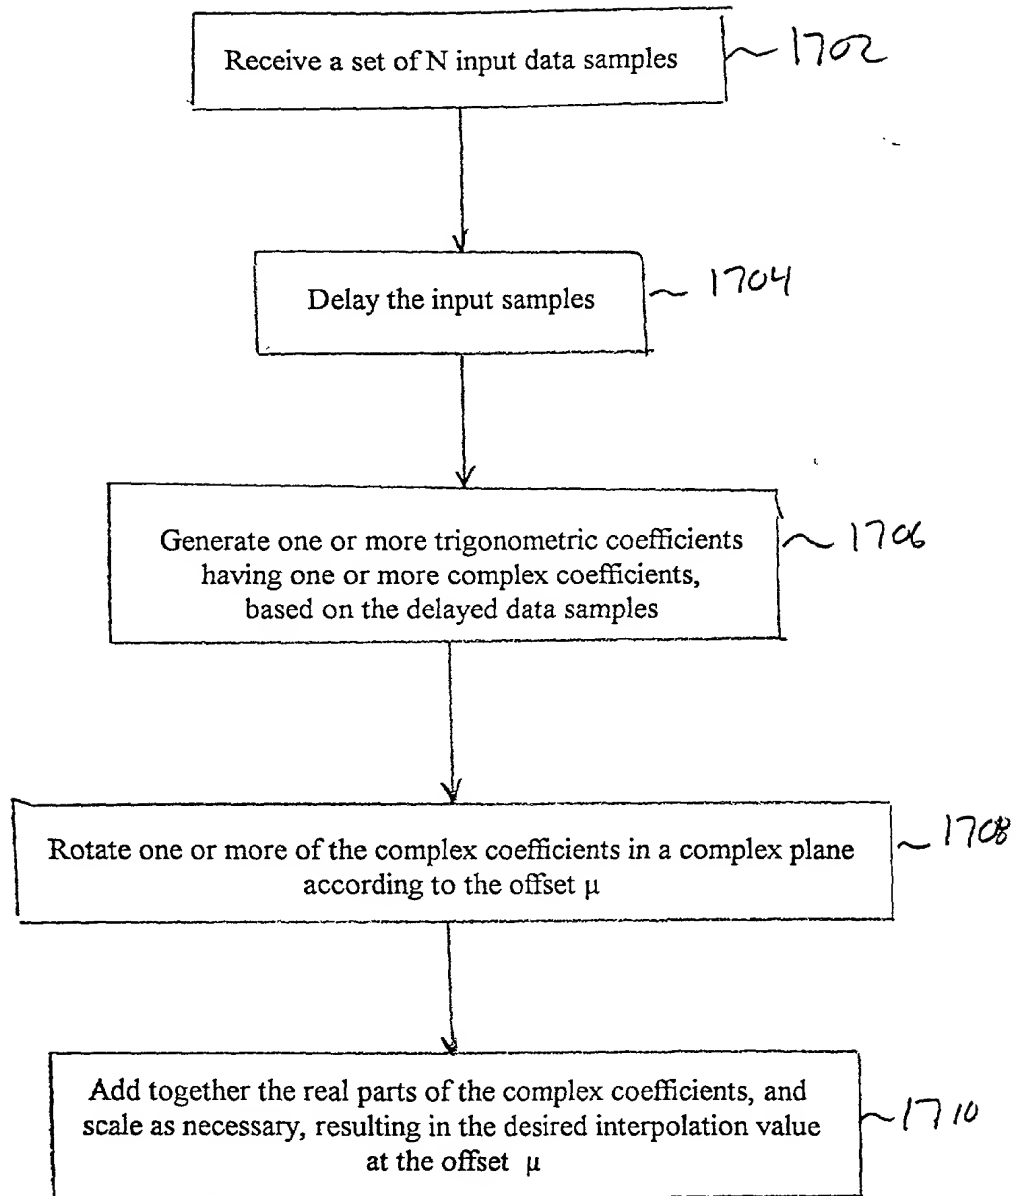 Receive a set of N input data samples
1702
Delay the input samples
1704
Generate one or more trigonometric coefficients
having one or more complex coefficients,
based on the delayed data samples
1706
Rotate one or more of the complex coefficients in a complex plane
according to the offset µ
1708
Add together the real parts of the complex coefficients, and
scale as necessary, resulting in the desired interpolation value
at the offset µ
1710